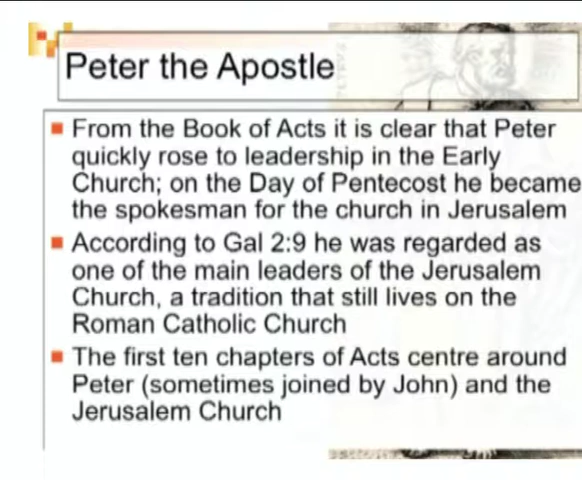 Peter the Apostle
From the Book of Acts it is clear that Peter
quickly rose to leadership in the Early
Church; on the Day of Pentecost he became
the spokesman for the church in Jerusalem
According to Gal 2:9 he was regarded as
one of the main leaders of the Jerusalem
Church, a tradition that still lives on the
Roman Catholic Church
The first ten chapters of Acts centre around
Peter (sometimes joined by John) and the
Jerusalem Church